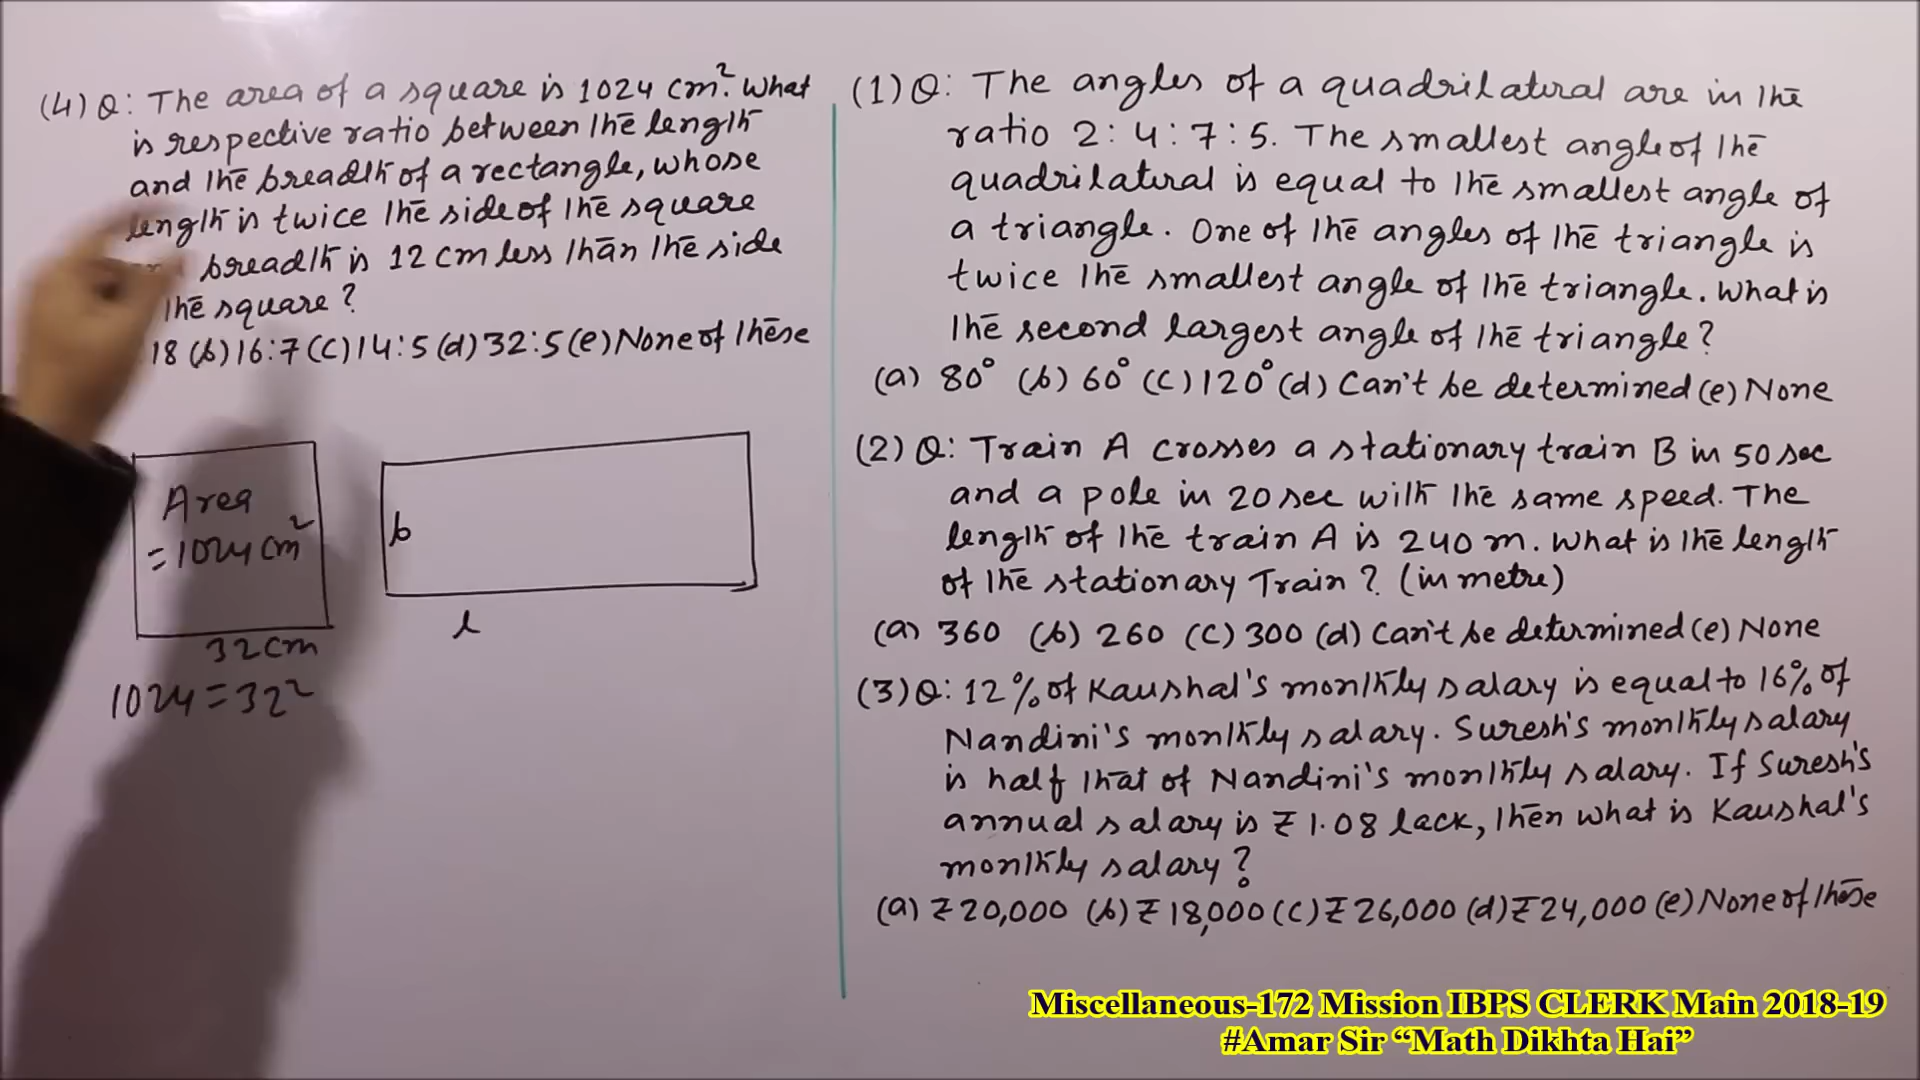 (4) Q: The area of a square is 1024 cm². What
is respective ratio between the length
and the breadth of a rectangle, whose
length is twice the side of the square
breadth is 12 cm less than the side
the square?
18 (b) 16:7 (c) 14:5 (d) 32:5 (e) None of these
Area
= 1024 cm²
32 cm
1024 = 32²
b
l
(1) Q: The angles of a quadrilateral are in the
ratio 2:4:7:5. The smallest angle of the
quadrilateral is equal to the smallest angle of
a triangle. One of the angles of the triangle is
twice the smallest angle of the triangle. What is
the second largest angle of the triangle?
(a) 80° (b) 60° (c) 120° (d) Can't be determined (e) None
(2) Q: Train A crosses a stationary train B in 50 sec
and a pole in 20 sec with the same speed. The
length of the train A is 240 m. What is the length
of the stationary Train? (in metre)
(a) 360 (b) 260 (c) 300 (d) Can't be determined (e) None
(3) Q: 12% of Kaushal's monthly salary is equal to 16% of
Nandini's monthly salary. Suresh's monthly salary
is half that of Nandini's monthly salary. If Suresh's
annual salary is ₹ 1.08 lack, then what is Kaushal's
monthly salary?
(a) ₹ 20,000 (b) ₹ 18,000 (c) ₹ 26,000 (d) ₹ 24,000 (e) None of these
Miscellaneous-172 Mission IBPS CLERK Main 2018-19
#Amar Sir “Math Dikhta Hai”